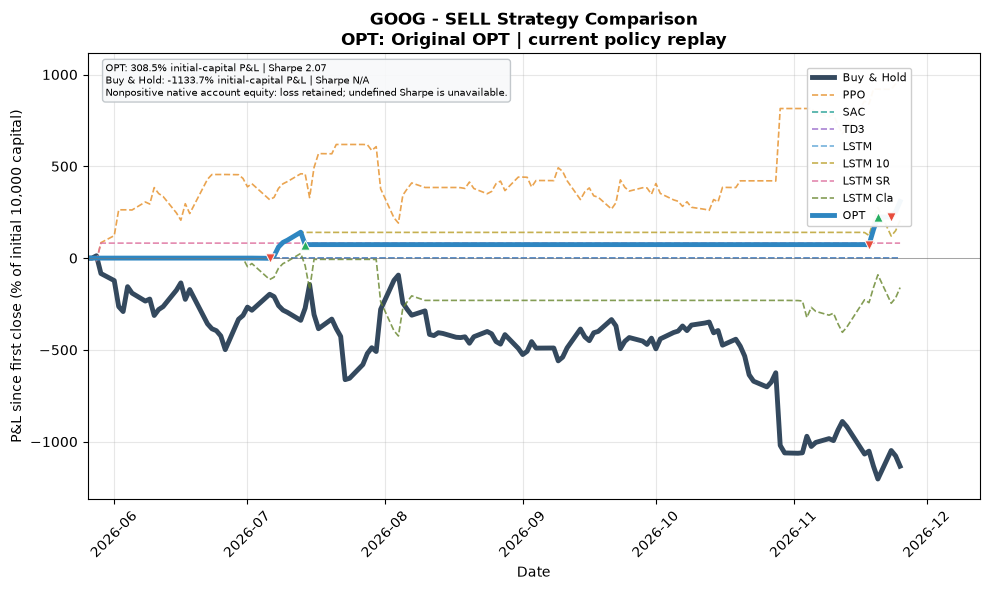 GOOG - SELL Strategy Comparison
OPT: Original OPT | current policy replay
OPT: 308.5% initial-capital P&L | Sharpe 2.07
Buy & Hold: -1133.7% initial-capital P&L | Sharpe N/A
Nonpositive native account equity: loss retained; undefined Sharpe is unavailable.
Buy & Hold
PPO
SAC
TD3
LSTM
LSTM 10
LSTM SR
LSTM Cla
OPT
P&L since first close (% of initial 10,000 capital)
1000
500
0
−500
−1000
2026-06
2026-07
2026-08
2026-09
2026-10
2026-11
2026-12
Date